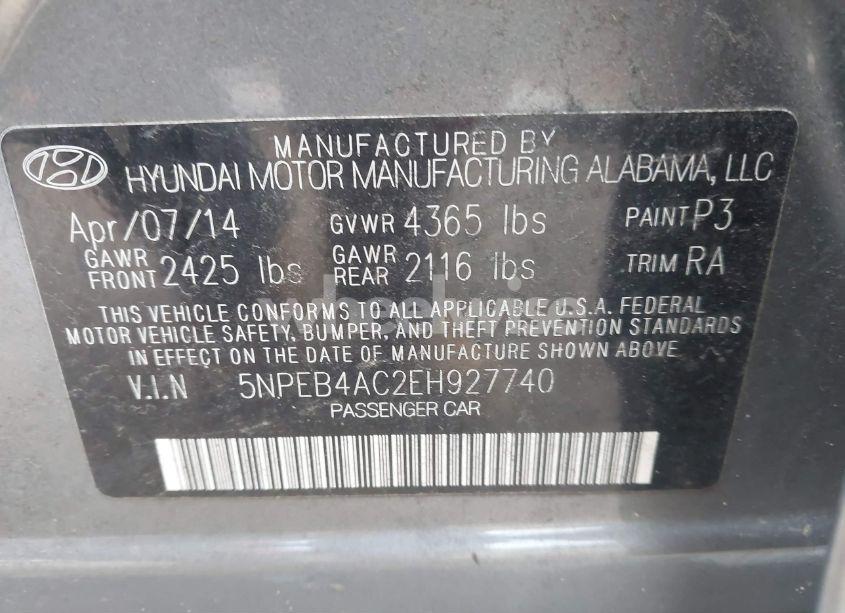 MANUFACTURED BY
HYUNDAI MOTOR MANUFACTURING ALABAMA, LLC
Apr/07/14 GVWR 4365 lbs PAINT P3
GAWR FRONT 2425 lbs GAWR REAR 2116 lbs TRIM RA
THIS VEHICLE CONFORMS TO ALL APPLICABLE U.S.A. FEDERAL
MOTOR VEHICLE SAFETY, BUMPER, AND THEFT PREVENTION STANDARDS
IN EFFECT ON THE DATE OF MANUFACTURE SHOWN ABOVE
V.I.N 5NPEB4AC2EH927740
PASSENGER CAR